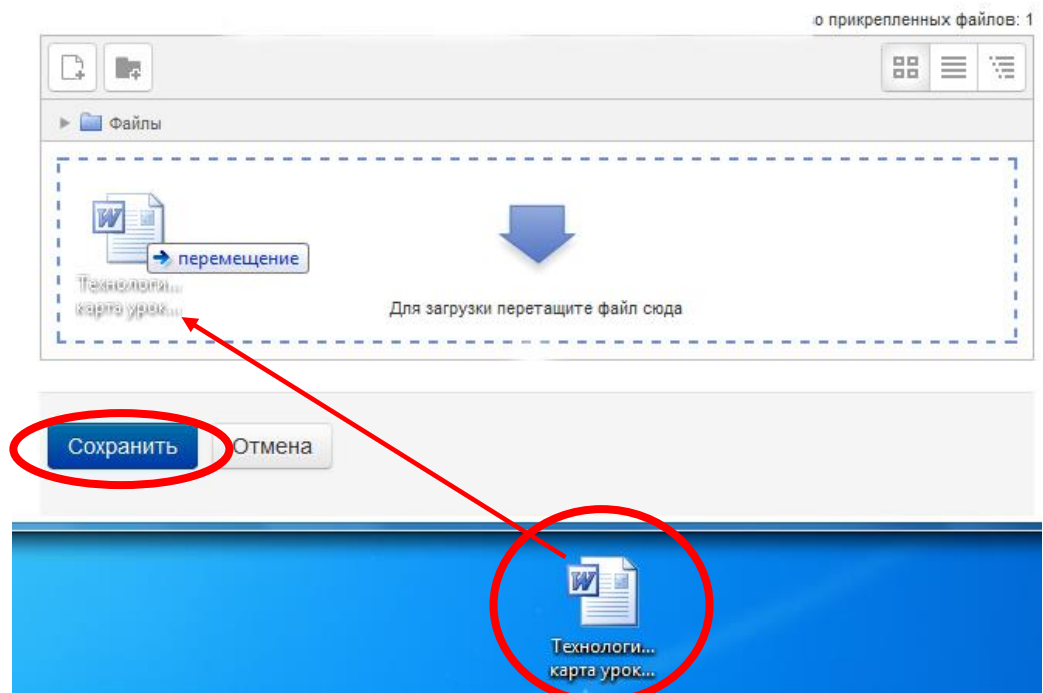 о прикрепленных файлов: 1
Файлы
перемещение
Технологи...
карта урок...
Для загрузки перетащите файл сюда
Сохранить
Отмена
Технологи...
карта урок...